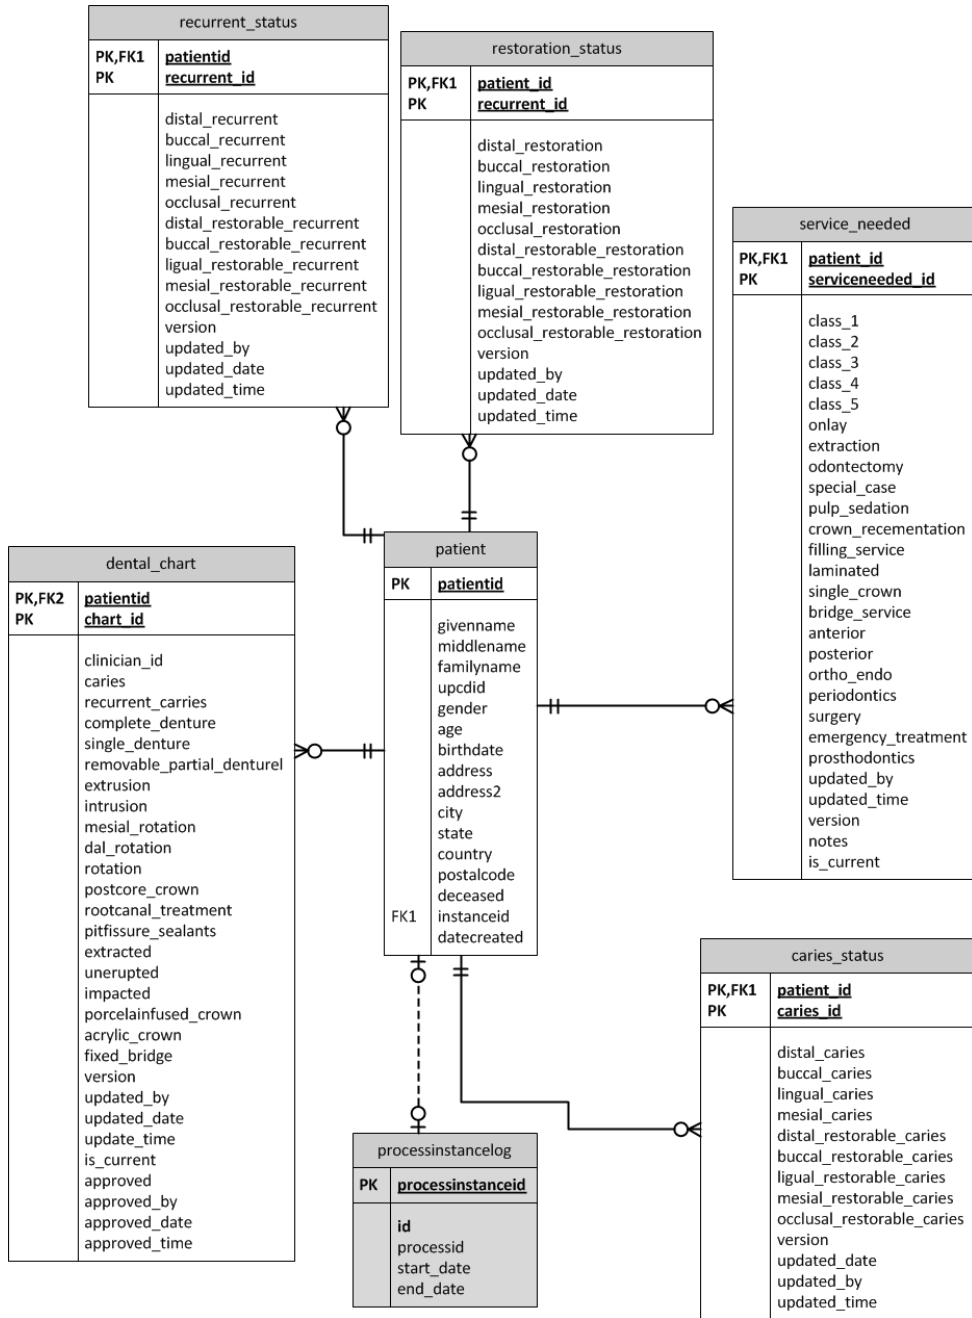 recurrent_status
PK,FK1 patientid
PK recurrent_id
distal_recurrent
buccal_recurrent
lingual_recurrent
mesial_recurrent
occlusal_recurrent
distal_restorable_recurrent
buccal_restorable_recurrent
ligual_restorable_recurrent
mesial_restorable_recurrent
occlusal_restorable_recurrent
version
updated_by
updated_date
updated_time
restoration_status
PK,FK1 patient_id
PK recurrent_id
distal_restoration
buccal_restoration
lingual_restoration
mesial_restoration
occlusal_restoration
distal_restorable_restoration
buccal_restorable_restoration
ligual_restorable_restoration
mesial_restorable_restoration
occlusal_restorable_restoration
version
updated_by
updated_date
updated_time
service_needed
PK,FK1 patient_id
PK serviceneeded_id
class_1
class_2
class_3
class_4
class_5
onlay
extraction
odontectomy
special_case
pulp_sedation
crown_recementation
filling_service
laminated
single_crown
bridge_service
anterior
posterior
ortho_endo
periodontics
surgery
emergency_treatment
prosthodontics
updated_by
updated_time
version
notes
is_current
dental_chart
PK,FK2 patientid
PK chart_id
clinician_id
caries
recurrent_carries
complete_denture
single_denture
removable_partial_denturel
extrusion
intrusion
mesial_rotation
dal_rotation
rotation
postcore_crown
rootcanal_treatment
pitfissure_sealants
extracted
unerupted
impacted
porcelainfused_crown
acrylic_crown
fixed_bridge
version
updated_by
updated_date
update_time
is_current
approved
approved_by
approved_date
approved_time
patient
PK patientid
givenname
middlename
familyname
upcdid
gender
age
birthdate
address
address2
city
state
country
postalcode
deceased
FK1 instanceid
datecreated
processinstancelog
PK processinstanceid
id
processid
start_date
end_date
caries_status
PK,FK1 patient_id
PK caries_id
distal_caries
buccal_caries
lingual_caries
mesial_caries
distal_restorable_caries
buccal_restorable_caries
ligual_restorable_caries
mesial_restorable_caries
occlusal_restorable_caries
version
updated_date
updated_by
updated_time